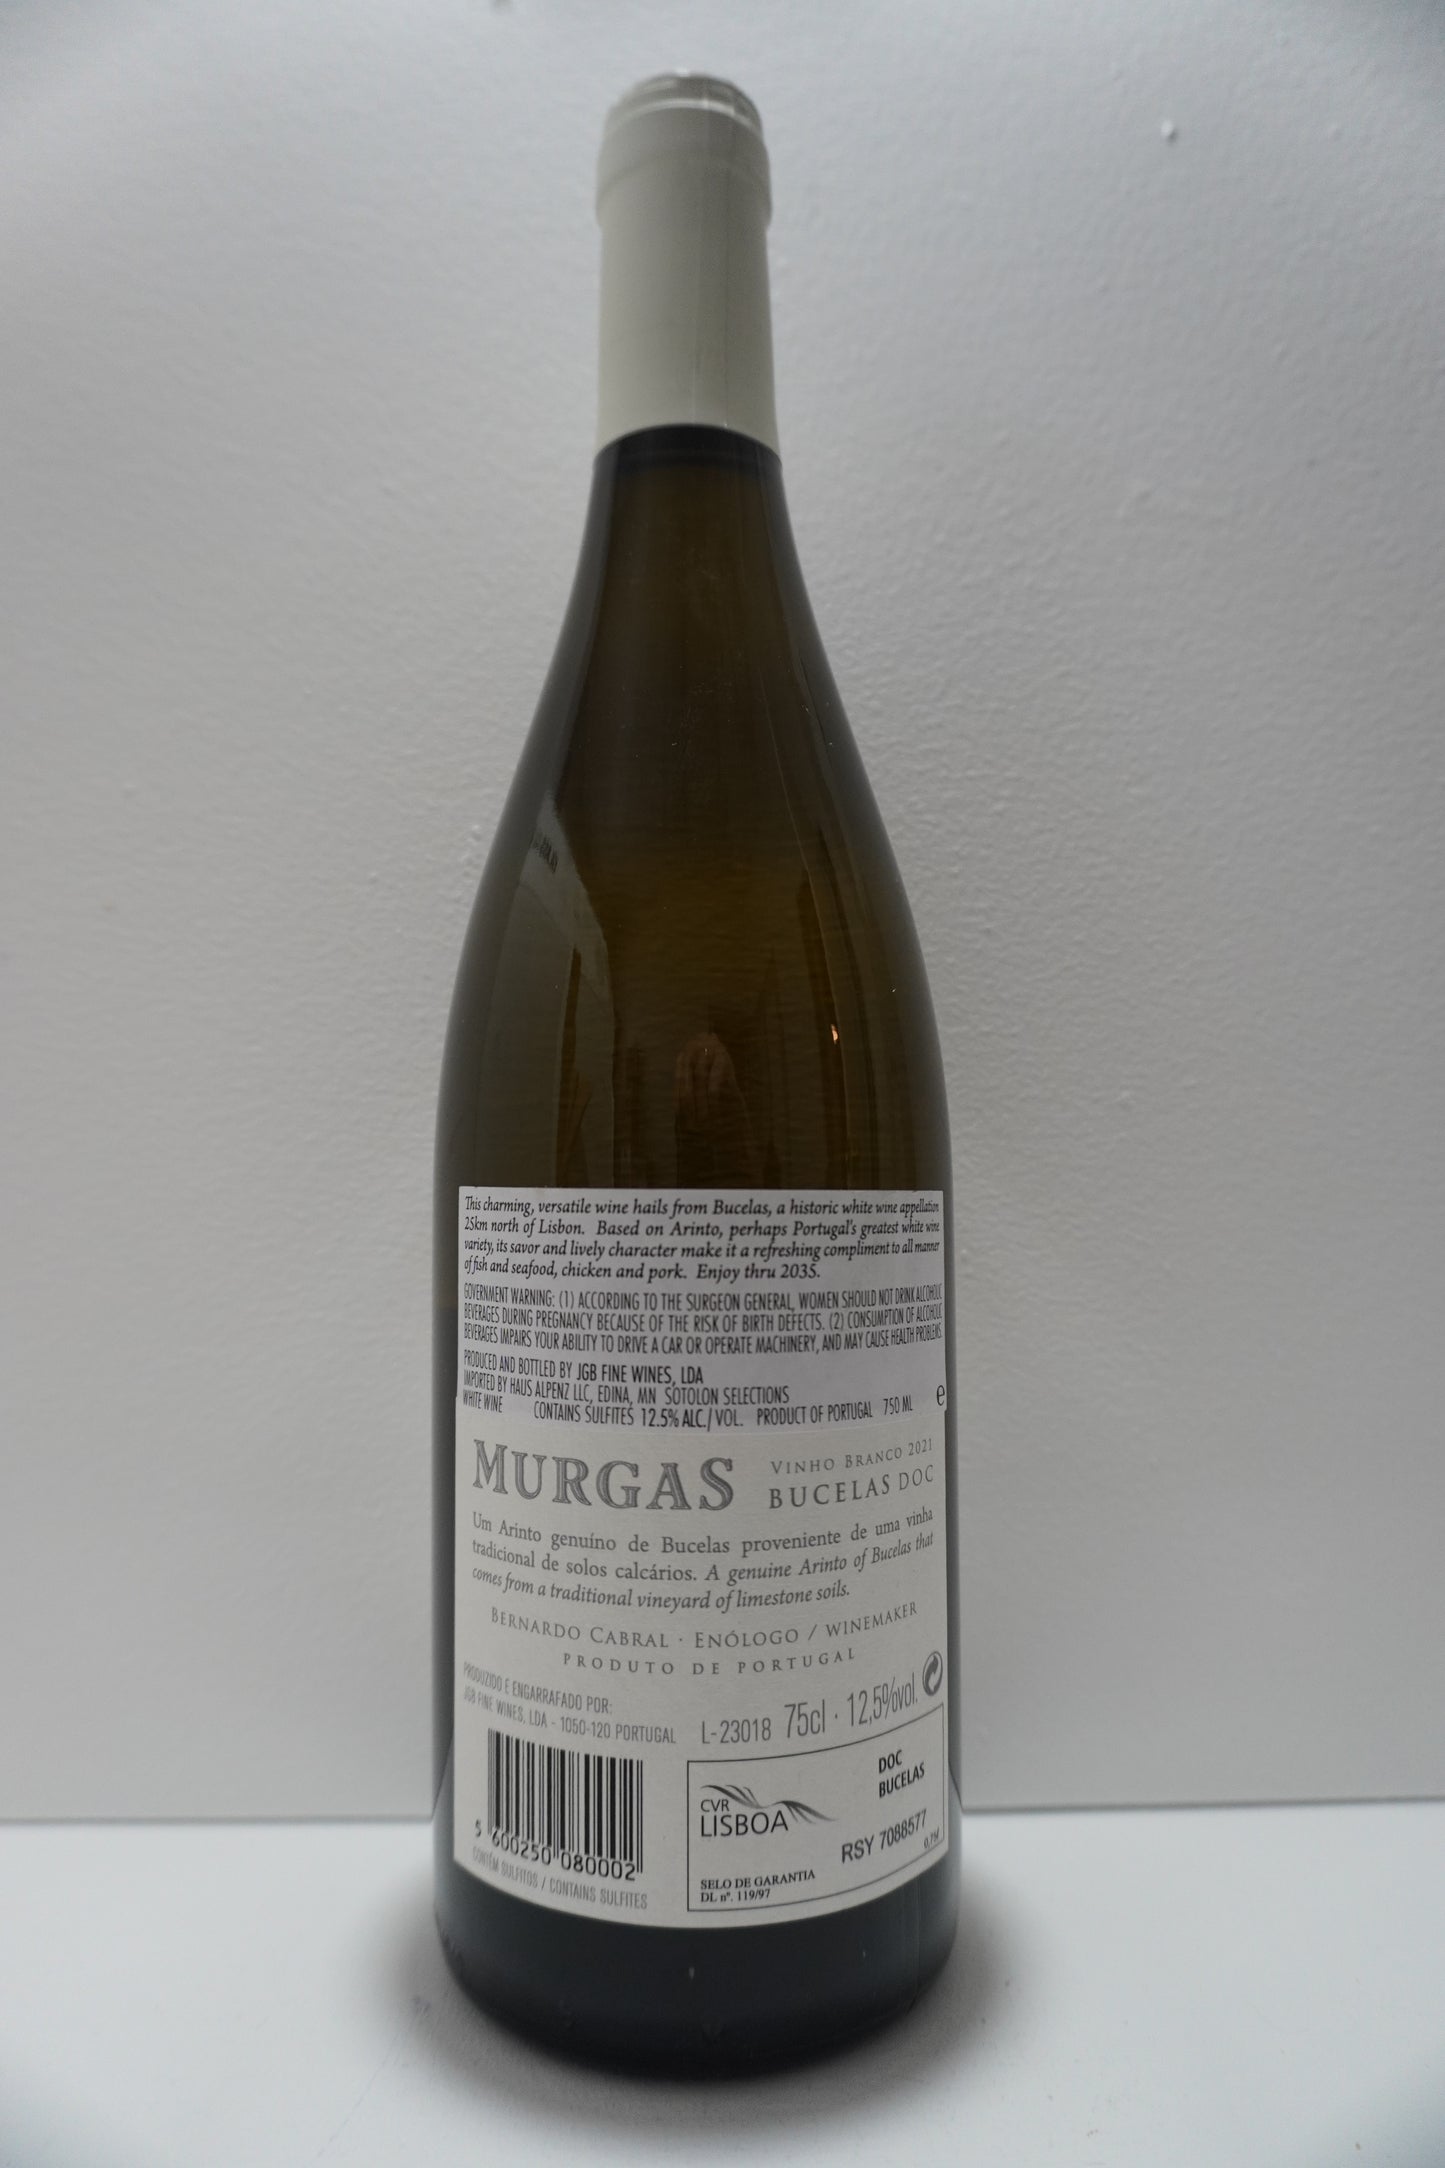 This charming, versatile wine hails from Bucelas, a historic white wine appellation
25km north of Lisbon. Based on Arinto, perhaps Portugal's greatest white wine
variety, its savor and lively character make it a refreshing compliment to all manner
of fish and seafood, chicken and pork. Enjoy thru 2035.
GOVERNMENT WARNING: (1) ACCORDING TO THE SURGEON GENERAL, WOMEN SHOULD NOT DRINK ALCOHOLIC
BEVERAGES DURING PREGNANCY BECAUSE OF THE RISK OF BIRTH DEFECTS. (2) CONSUMPTION OF ALCOHOLIC
BEVERAGES IMPAIRS YOUR ABILITY TO DRIVE A CAR OR OPERATE MACHINERY, AND MAY CAUSE HEALTH PROBLEMS.
PRODUCED AND BOTTLED BY JGB FINE WINES, LDA
IMPORTED BY HAUS ALPENZ LLC, EDINA, MN SOTOLON SELECTIONS
WHITE WINE CONTAINS SULFITES 12.5% ALC./VOL. PRODUCT OF PORTUGAL 750 ML e
MURGAS
VINHO BRANCO 2021
BUCELAS DOC
Um Arinto genuíno de Bucelas proveniente de uma vinha
tradicional de solos calcários. A genuine Arinto of Bucelas that
comes from a traditional vineyard of limestone soils.
BERNARDO CABRAL · ENÓLOGO / WINEMAKER
PRODUTO DE PORTUGAL
PRODUZIDO E ENGARRAFADO POR:
JGB FINE WINES, LDA - 1050-120 PORTUGAL
L-23018 75cl · 12,5%vol.
5 600250 080002
CONTÉM SULFITOS / CONTAINS SULFITES
DOC
BUCELAS
CVR
LISBOA
RSY 7088577
0,75l
SELO DE GARANTIA
DL nº. 119/97